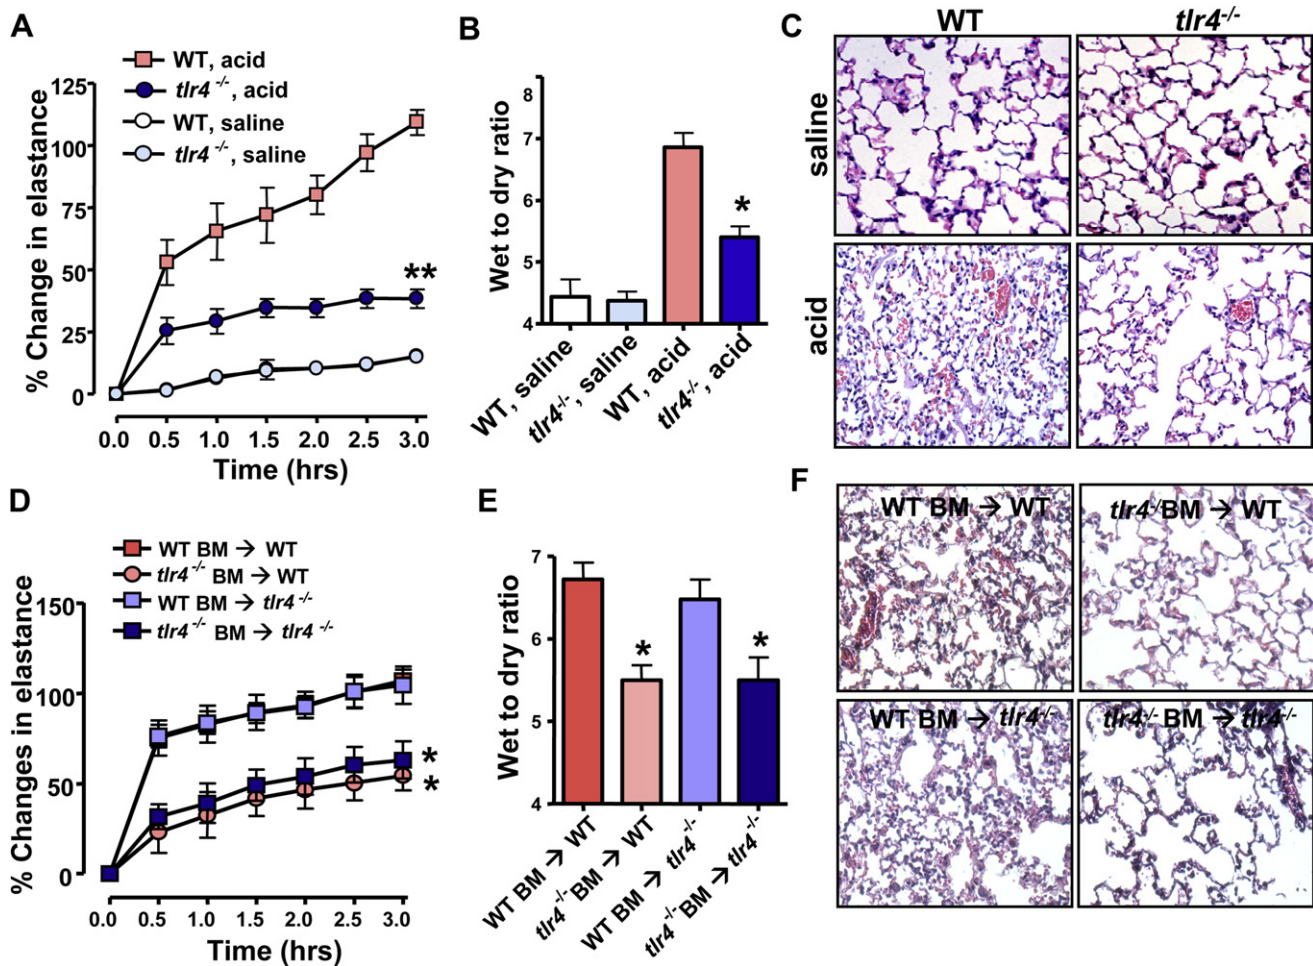 A
WT, acid
tlr4 -/-, acid
WT, saline
tlr4 -/-, saline
% Change in elastance
125
100
75
50
25
0
0.0 0.5 1.0 1.5 2.0 2.5 3.0
Time (hrs)
**
B
Wet to dry ratio
8
7
6
5
4
*
WT, saline
tlr4-/-, saline
WT, acid
tlr4-/-, acid
C
WT tlr4-/-
saline
acid
D
WT BM → WT
tlr4-/- BM → WT
WT BM → tlr4-/-
tlr4-/- BM → tlr4-/-
% Changes in elastance
150
100
50
0
0.0 0.5 1.0 1.5 2.0 2.5 3.0
Time (hrs)
*
*
E
Wet to dry ratio
7
6
5
4
*
*
WT BM → WT
tlr4-/-BM → WT
WT BM → tlr4-/-
tlr4-/-BM → tlr4-/-
F
WT BM → WT
tlr4-/BM → WT
WT BM → tlr4-/-
tlr4-/- BM → tlr4-/-